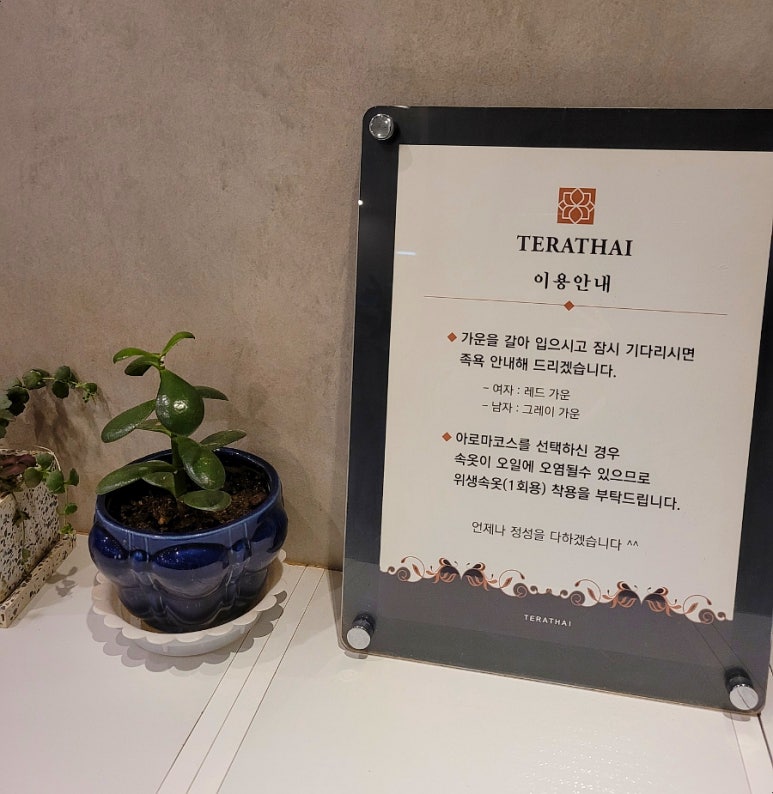 TERATHAI
이용안내
가운을 갈아 입으시고 잠시 기다리시면
족욕 안내해 드리겠습니다.
- 여자 : 레드 가운
- 남자 : 그레이 가운
아로마코스를 선택하신 경우
속옷이 오일에 오염될수 있으므로
위생속옷(1회용) 착용을 부탁드립니다.
언제나 정성을 다하겠습니다 ^^
TERATHAI